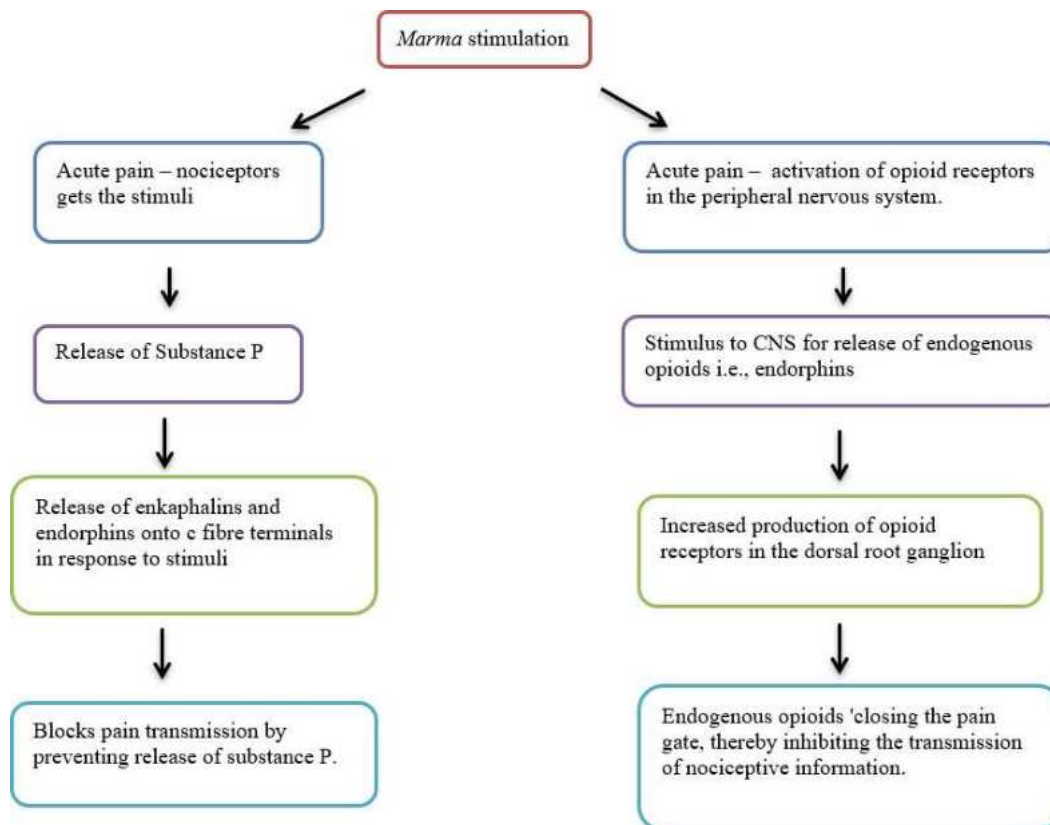 Marma stimulation
Acute pain – nociceptors
gets the stimuli
Release of Substance P
Release of enkaphalins and
endorphins onto c fibre terminals
in response to stimuli
Blocks pain transmission by
preventing release of substance P.
Acute pain – activation of opioid receptors
in the peripheral nervous system.
Stimulus to CNS for release of endogenous
opioids i.e., endorphins
Increased production of opioid
receptors in the dorsal root ganglion
Endogenous opioids 'closing the pain
gate, thereby inhibiting the transmission
of nociceptive information.